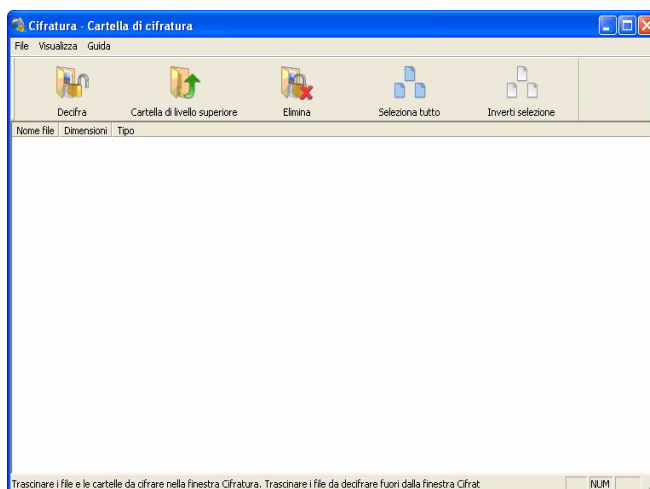 Cifratura - Cartella di cifratura
File Visualizza Guida
Decifra Cartella di livello superiore Elimina Seleziona tutto Inverti selezione
Nome file Dimensioni Tipo
Trascinare i file e le cartelle da cifrare nella finestra Cifratura. Trascinare i file da decifrare fuori dalla finestra Cifrat NUM